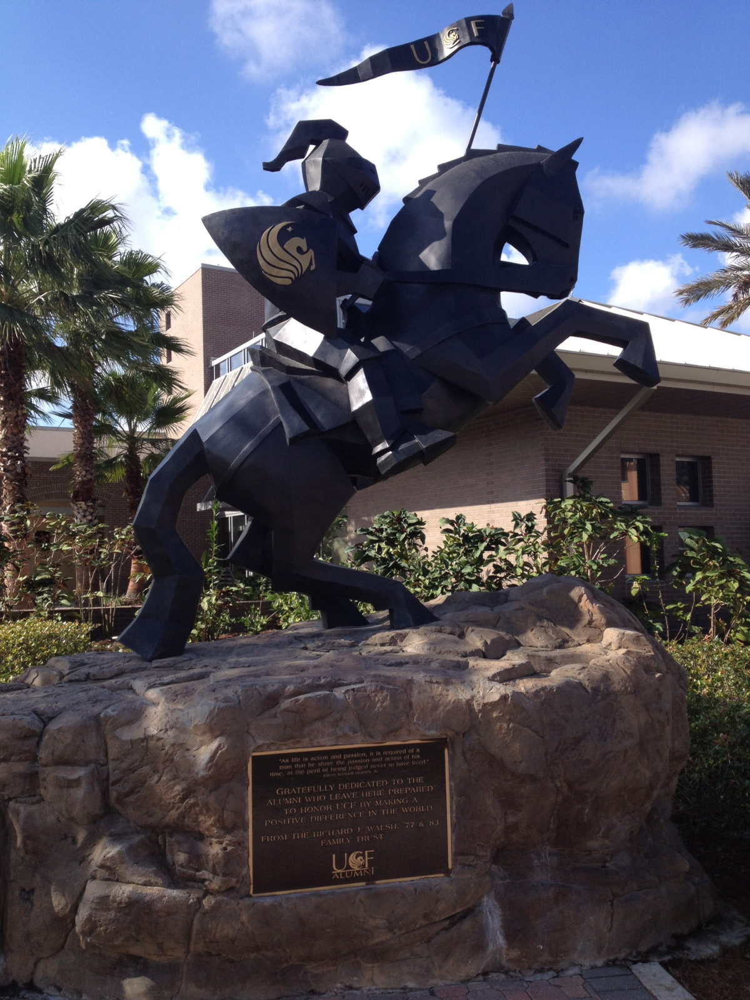 UCF
"As life is action and passion, it is required of a
man that he share the passion and action of his
time, at the peril of being judged never to have lived."
Oliver Wendell Holmes, Jr.
GRATEFULLY DEDICATED TO THE
ALUMNI WHO LEAVE HERE PREPARED
TO HONOR UCF BY MAKING A
POSITIVE DIFFERENCE IN THE WORLD.
FROM THE RICHARD J. WALSH, '77 & '83
FAMILY TRUST
UCF
ALUMNI